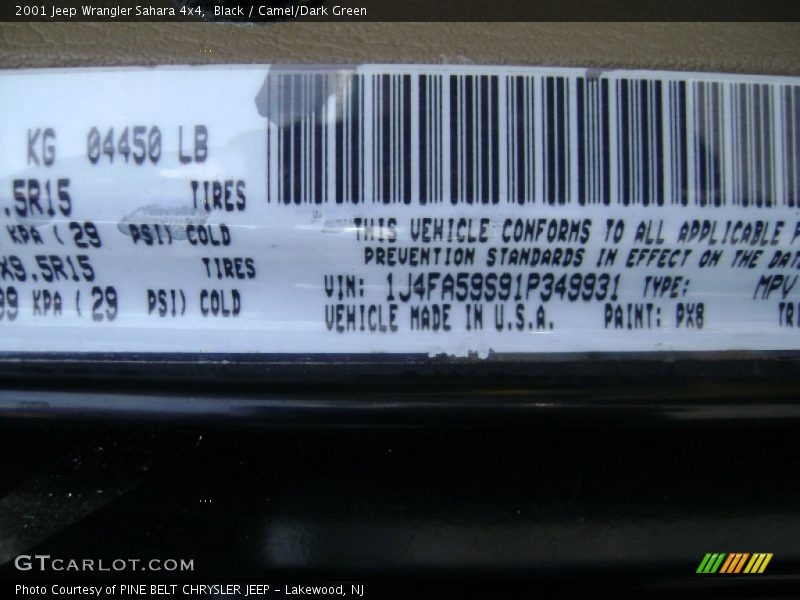 2001 Jeep Wrangler Sahara 4x4,  Black / Camel/Dark Green
KG 04450 LB
.5R15 TIRES
KPA ( 29 PSI) COLD
X9.5R15 TIRES
99 KPA ( 29 PSI) COLD
THIS VEHICLE CONFORMS TO ALL APPLICABLE
PREVENTION STANDARDS IN EFFECT ON THE DAT
VIN: 1J4FA59S91P349931 TYPE: MPV
VEHICLE MADE IN U.S.A. PAINT: PX8 TRI
GTCARLOT.COM
Photo Courtesy of PINE BELT CHRYSLER JEEP - Lakewood, NJ